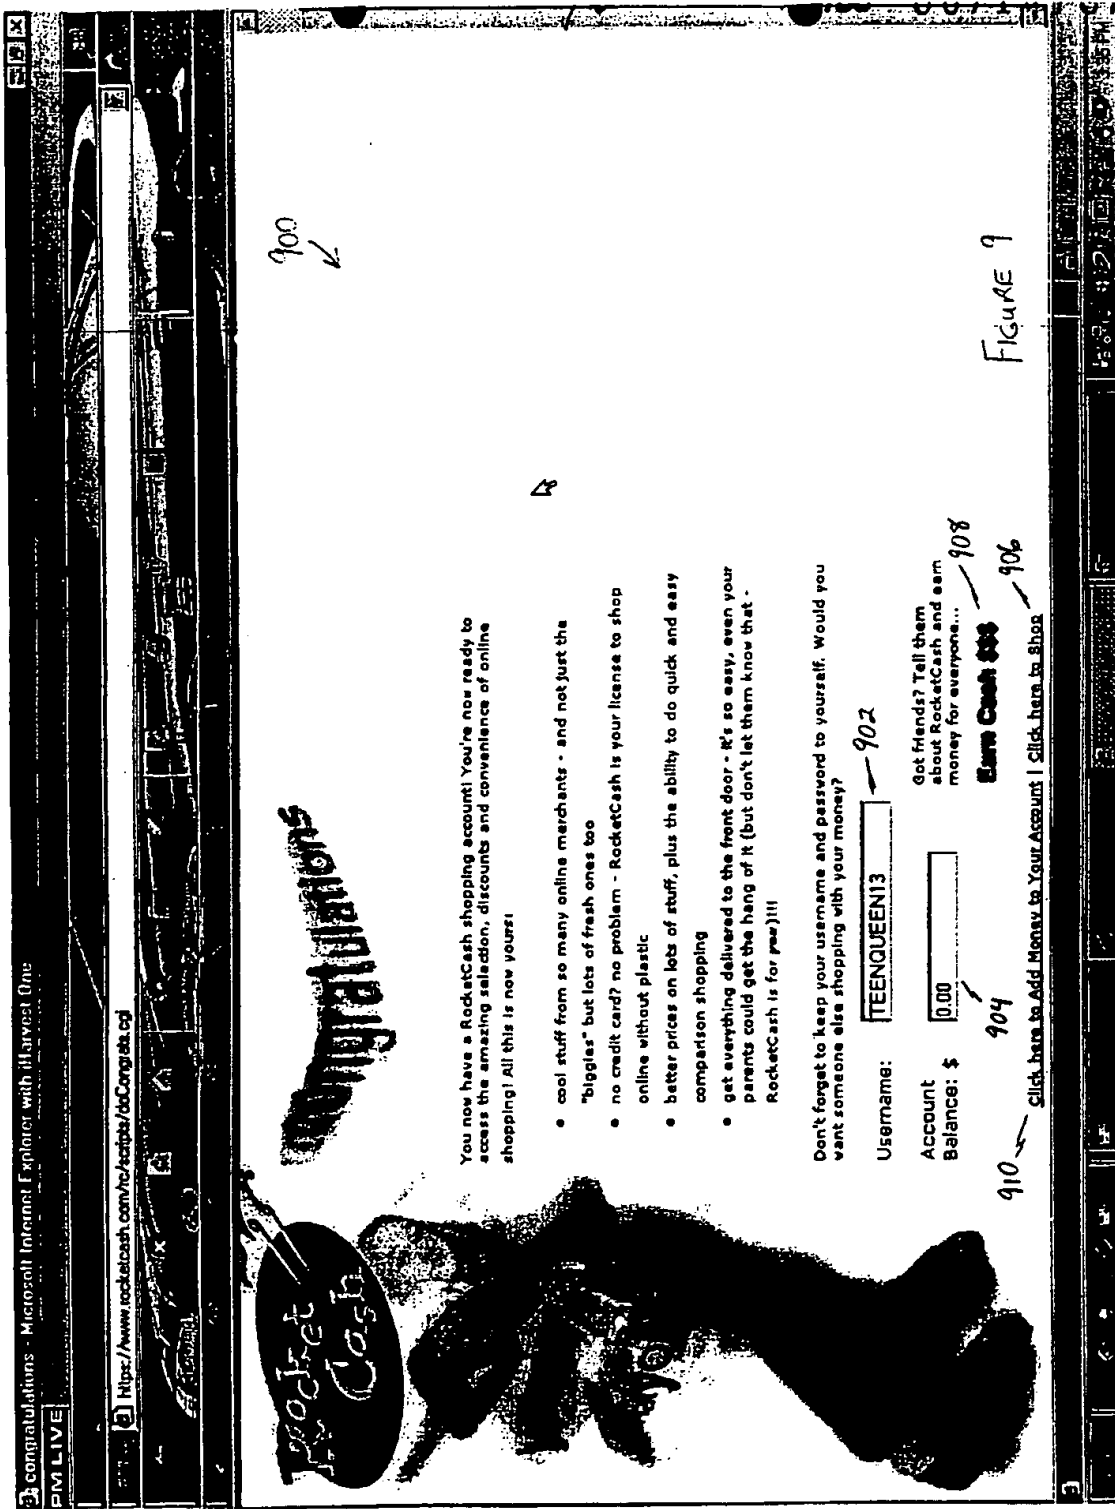 congratulations - Microsoft Internet Explorer with iHarvest One
PM LIVE
https://www.rocketcash.com/rc/scripts/doCongrats.cgi
900
Rocket
Cash
Congratulations
You now have a RocketCash shopping account! You're now ready to
access the amazing selection, discounts and convenience of online
shopping! All this is now yours!
• cool stuff from so many online merchants - and not just the
"biggies" but lots of fresh ones too
• no credit card? no problem - RocketCash is your license to shop
online without plastic
• better prices on lots of stuff, plus the ability to do quick and easy
comparison shopping
• get everything delivered to the front door - it's so easy, even your
parents could get the hang of it (but don't let them know that -
RocketCash is for you)!!!
Don't forget to keep your username and password to yourself. Would you
want someone else shopping with your money?
Username: TEENQUEEN13
902
Account
Balance: $ 0.00
904
Got friends? Tell them
about RocketCash and earn
money for everyone...
908
Earn Cash $$$
906
910
Click here to Add Money to Your Account | Click here to Shop
FIGURE 9